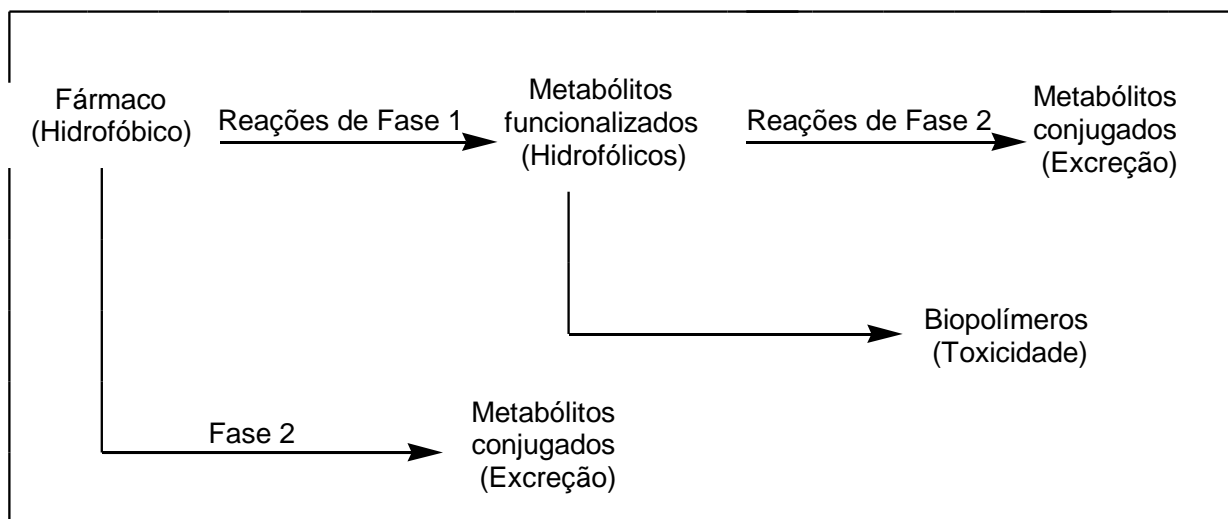 Fármaco
(Hidrofóbico)
Reações de Fase 1
Metabólitos
funcionalizados
(Hidrofólicos)
Reações de Fase 2
Metabólitos
conjugados
(Excreção)
Biopolímeros
(Toxicidade)
Fase 2
Metabólitos
conjugados
(Excreção)